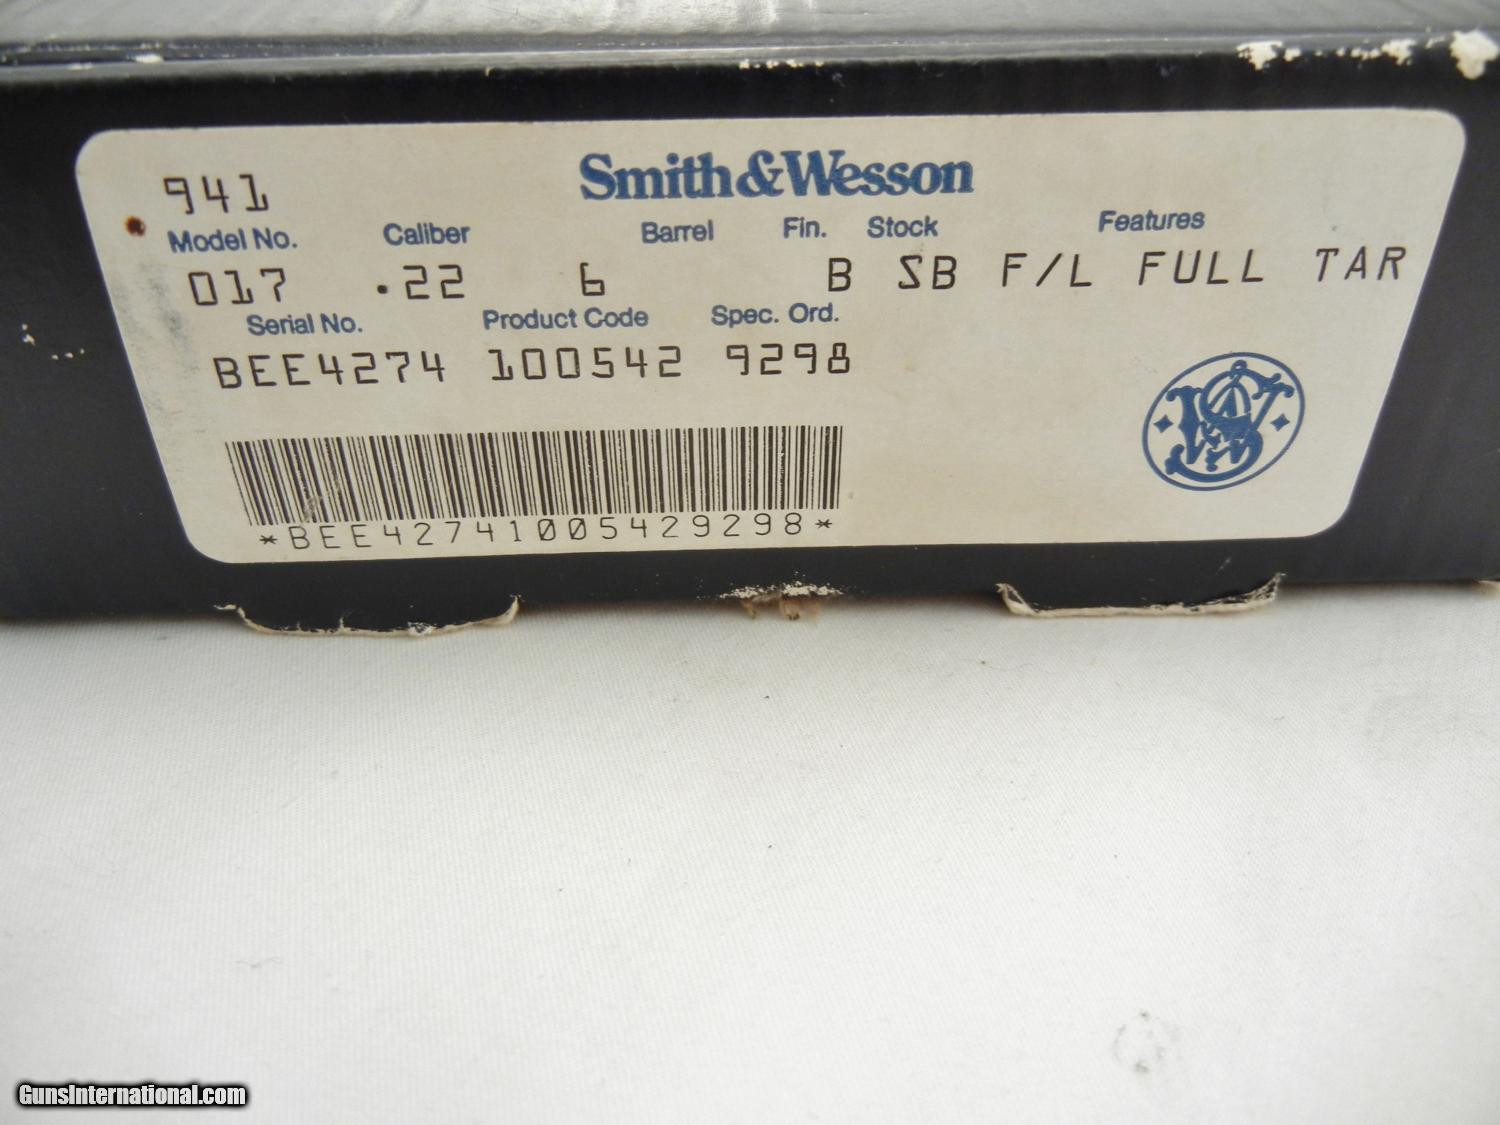 941
Smith&Wesson
Model No. Caliber Barrel Fin. Stock Features
017 .22 6 B SB F/L FULL TAR
Serial No. Product Code Spec. Ord.
BEE4274 100542 9298
*BEE42741005429298*
GunsInternational.com